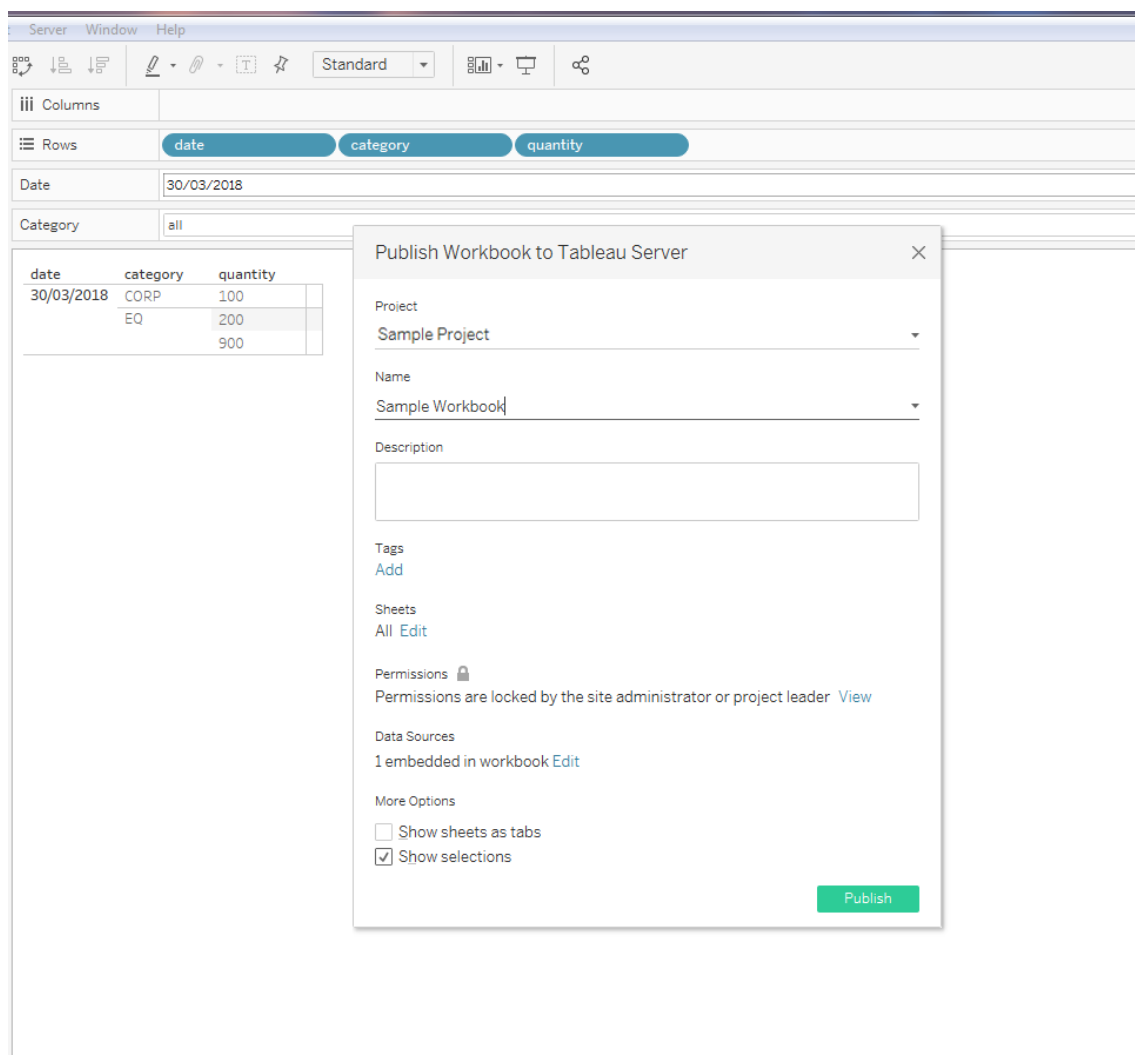 Server Window Help
Standard
Columns
Rows date category quantity
Date 30/03/2018
Category all
date category quantity
30/03/2018 CORP 100
EQ 200
900
Publish Workbook to Tableau Server
Project
Sample Project
Name
Sample Workbook
Description
Tags
Add
Sheets
All Edit
Permissions
Permissions are locked by the site administrator or project leader View
Data Sources
1 embedded in workbook Edit
More Options
Show sheets as tabs
Show selections
Publish